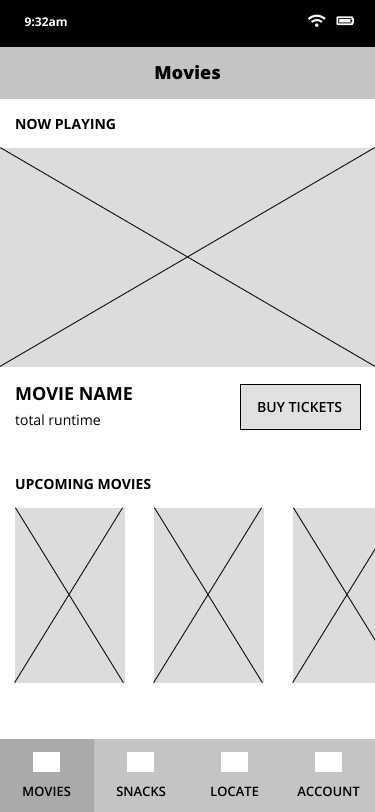 9:32am
Movies
NOW PLAYING
MOVIE NAME
total runtime
BUY TICKETS
UPCOMING MOVIES
MOVIES
SNACKS
LOCATE
ACCOUNT